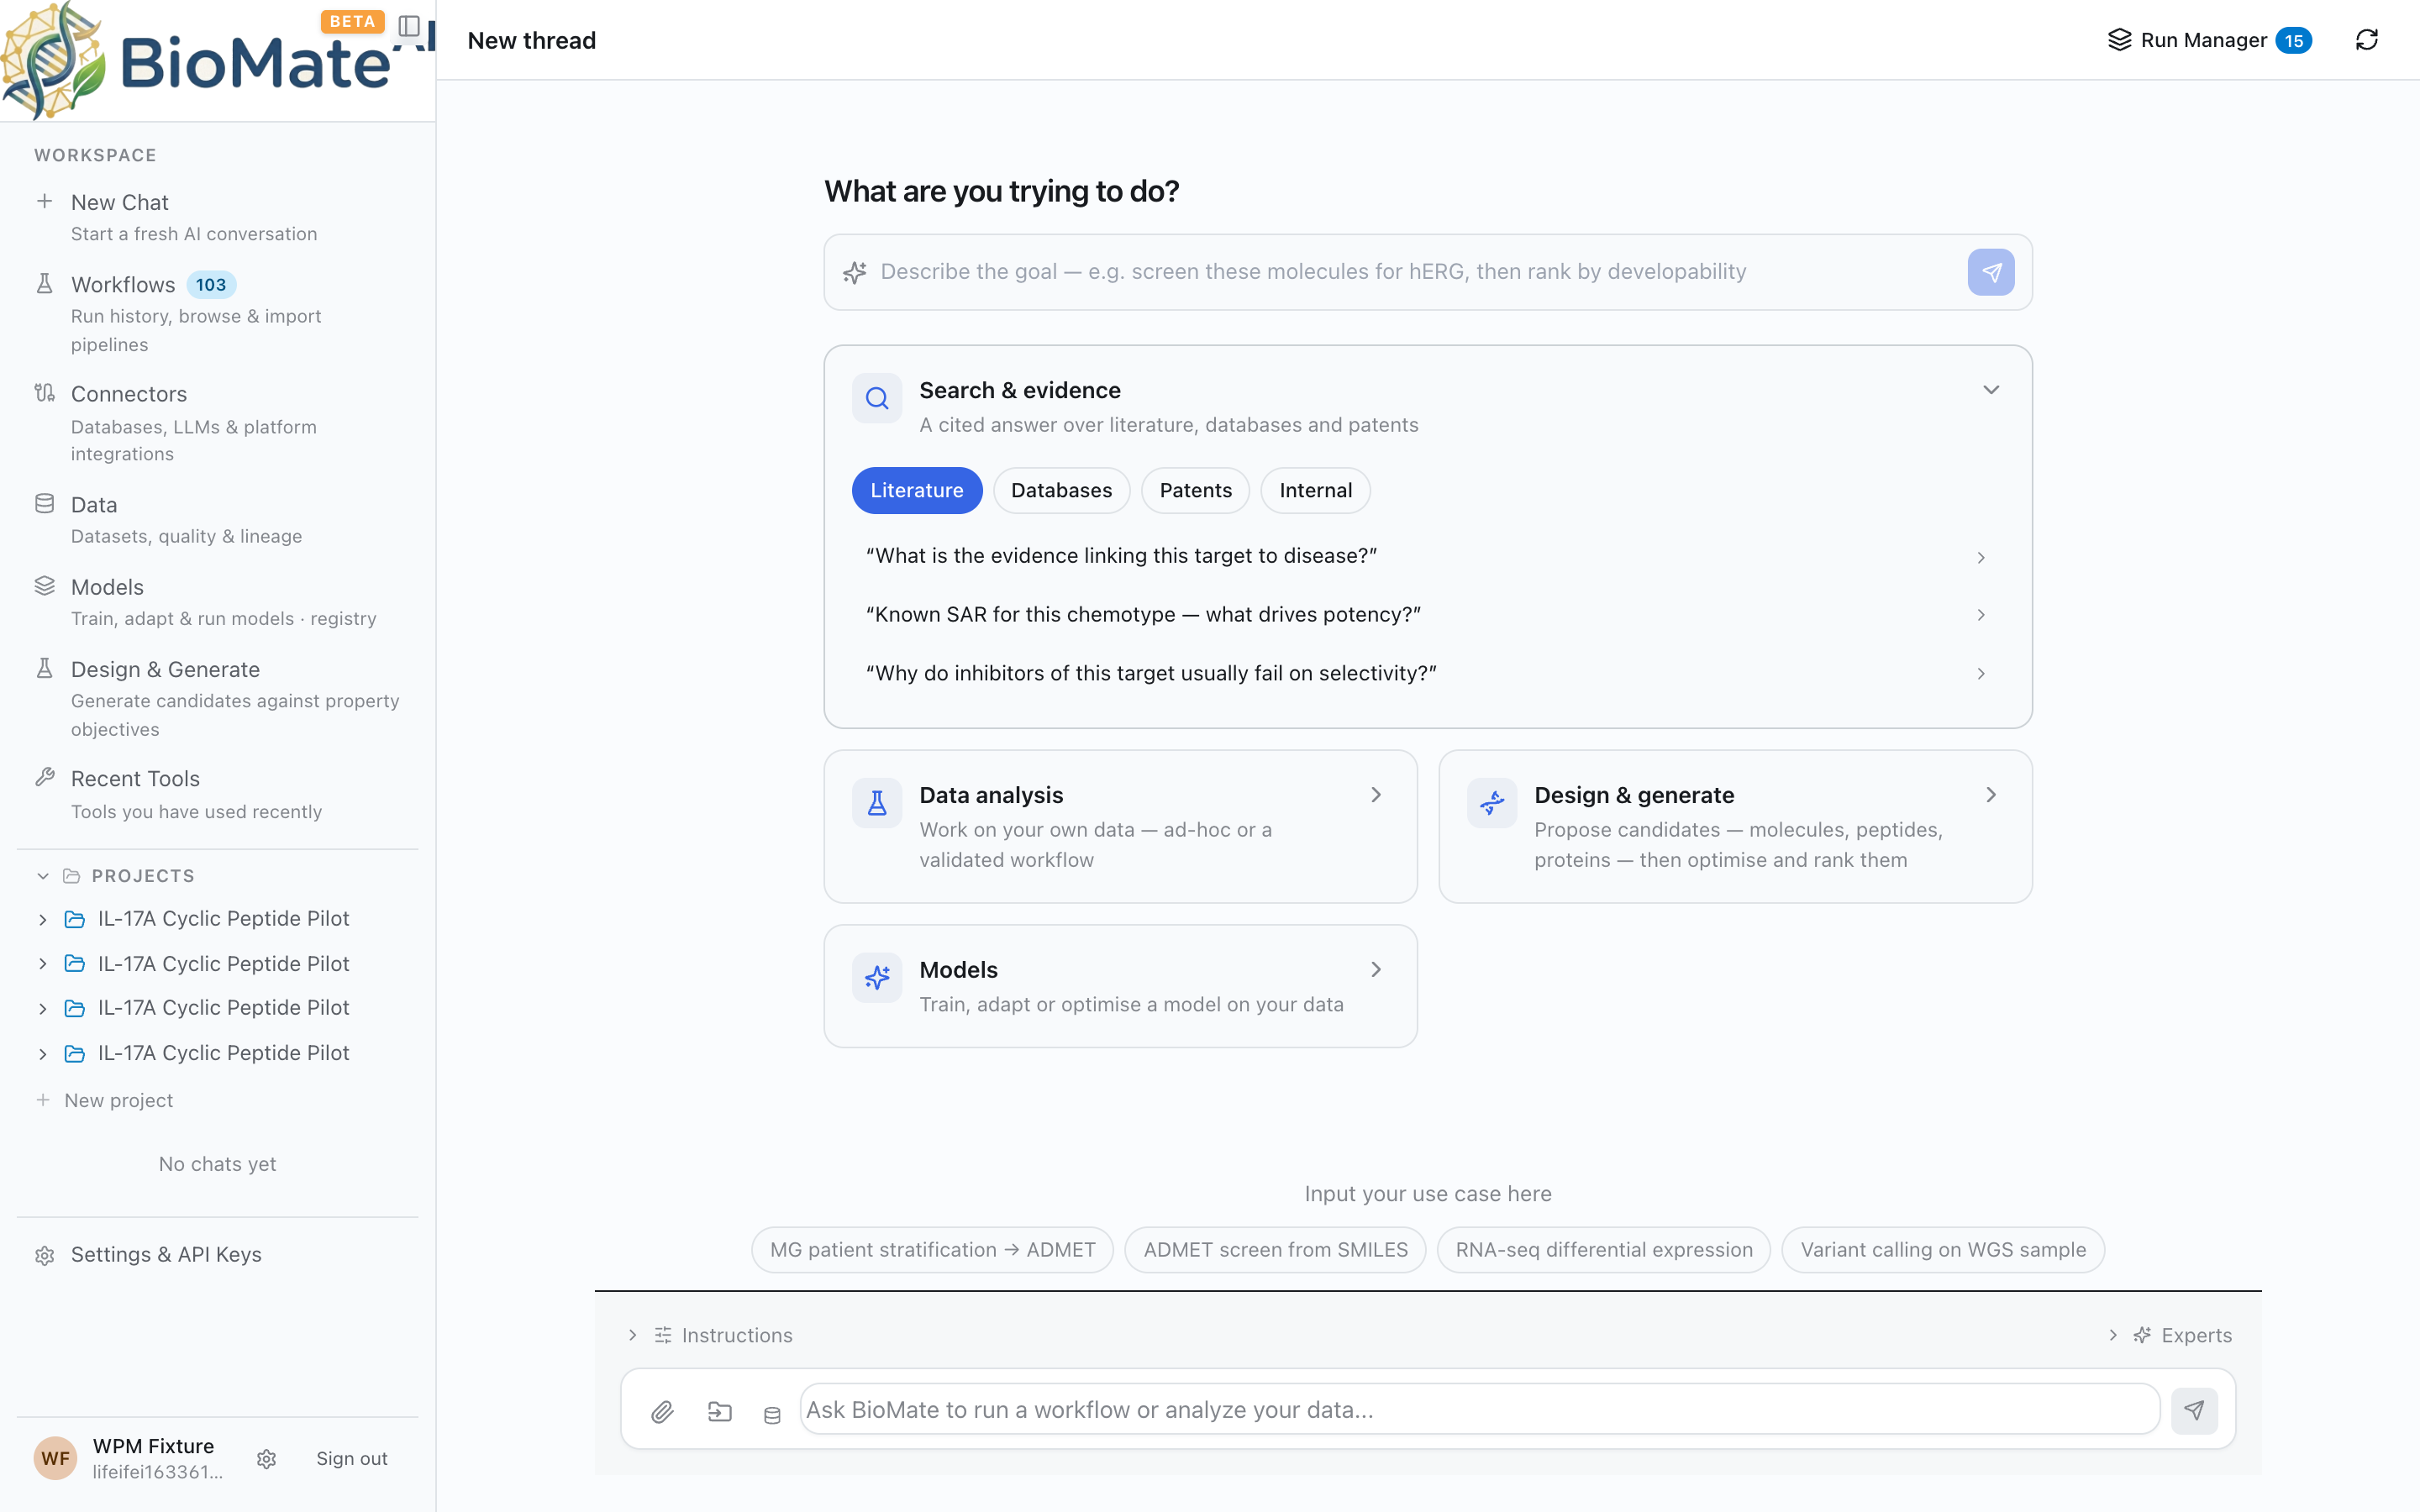 BioMate
BETA
WORKSPACE
New Chat
Start a fresh AI conversation
Workflows 103
Run history, browse & import
pipelines
Connectors
Databases, LLMs & platform
integrations
Data
Datasets, quality & lineage
Models
Train, adapt & run models · registry
Design & Generate
Generate candidates against property
objectives
Recent Tools
Tools you have used recently
PROJECTS
IL-17A Cyclic Peptide Pilot
IL-17A Cyclic Peptide Pilot
IL-17A Cyclic Peptide Pilot
IL-17A Cyclic Peptide Pilot
New project
No chats yet
Settings & API Keys
WF
WPM Fixture
lifeifei163361...
Sign out
New thread
Run Manager 15
What are you trying to do?
Describe the goal — e.g. screen these molecules for hERG, then rank by developability
Search & evidence
A cited answer over literature, databases and patents
Literature Databases Patents Internal
“What is the evidence linking this target to disease?”
“Known SAR for this chemotype — what drives potency?”
“Why do inhibitors of this target usually fail on selectivity?”
Data analysis
Work on your own data — ad-hoc or a
validated workflow
Design & generate
Propose candidates — molecules, peptides,
proteins — then optimise and rank them
Models
Train, adapt or optimise a model on your data
Input your use case here
MG patient stratification → ADMET ADMET screen from SMILES RNA-seq differential expression Variant calling on WGS sample
Instructions Experts
Ask BioMate to run a workflow or analyze your data...